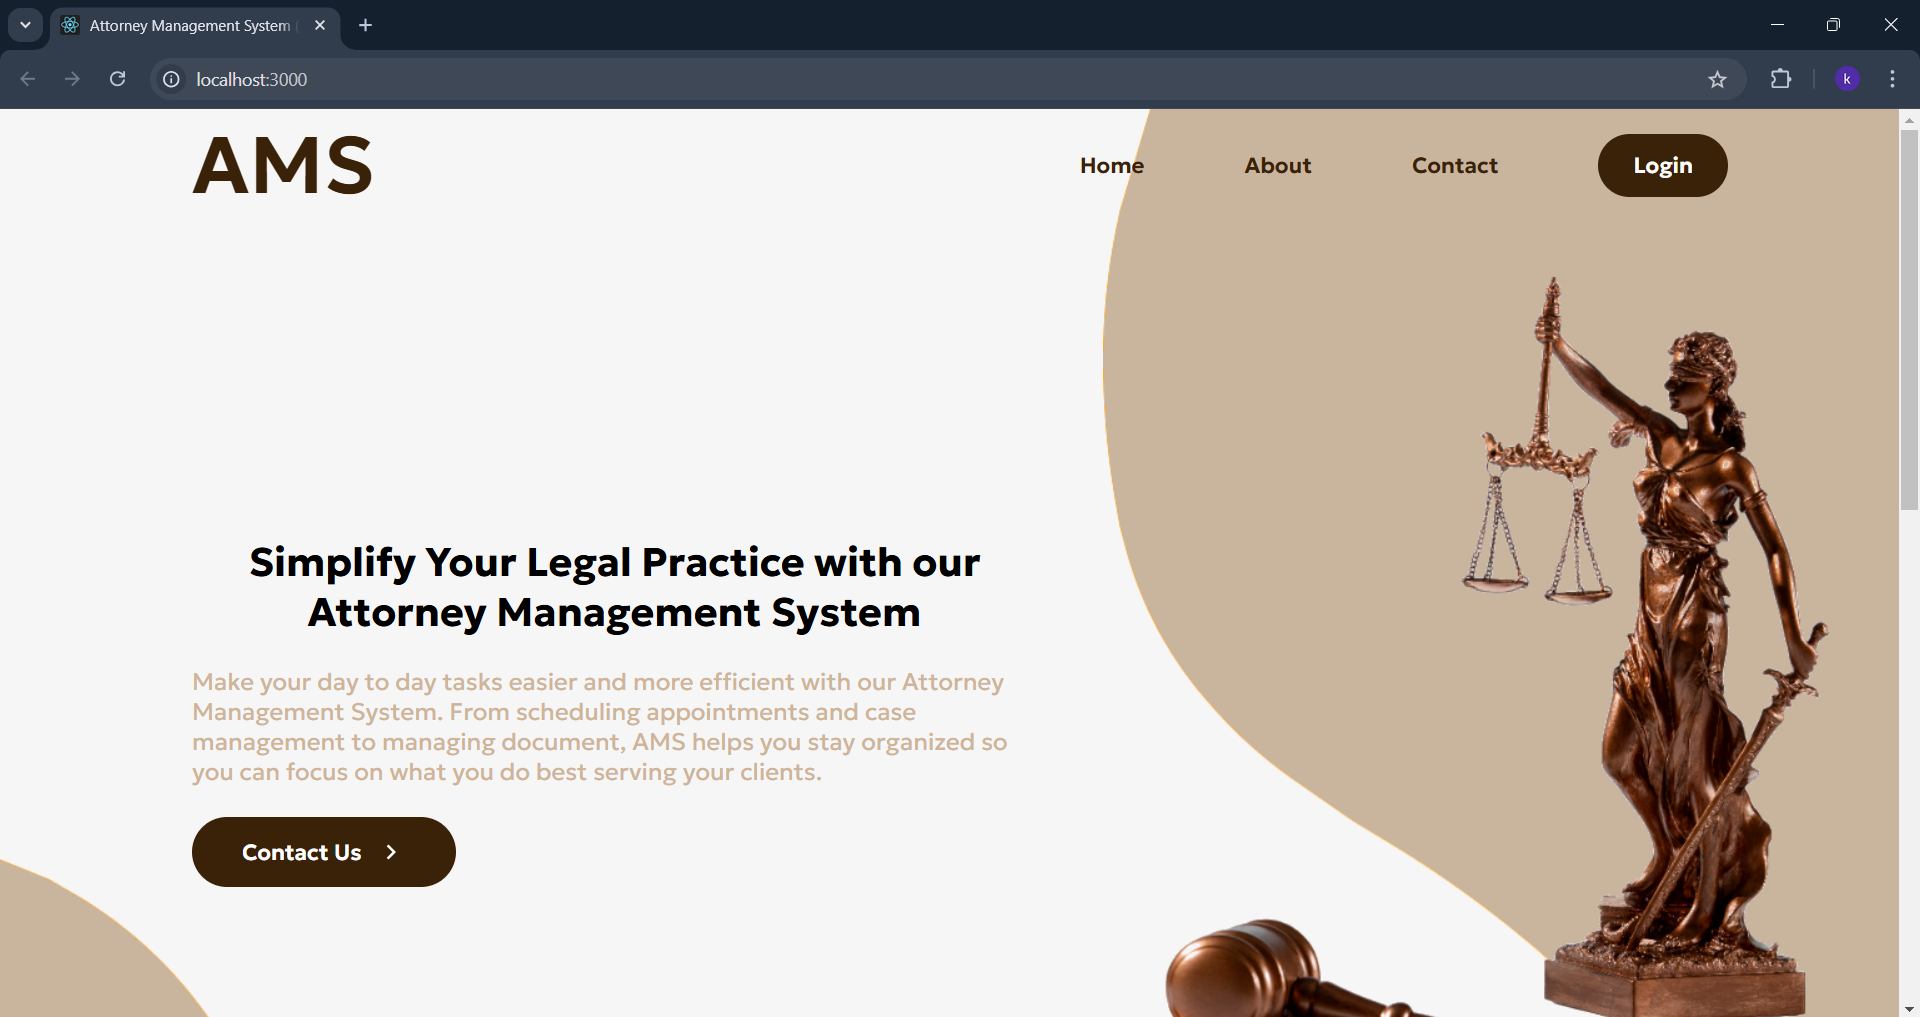 Attorney Management System
localhost:3000
k
AMS
Home
About
Contact
Login
Simplify Your Legal Practice with our
Attorney Management System
Make your day to day tasks easier and more efficient with our Attorney
Management System. From scheduling appointments and case
management to managing document, AMS helps you stay organized so
you can focus on what you do best serving your clients.
Contact Us